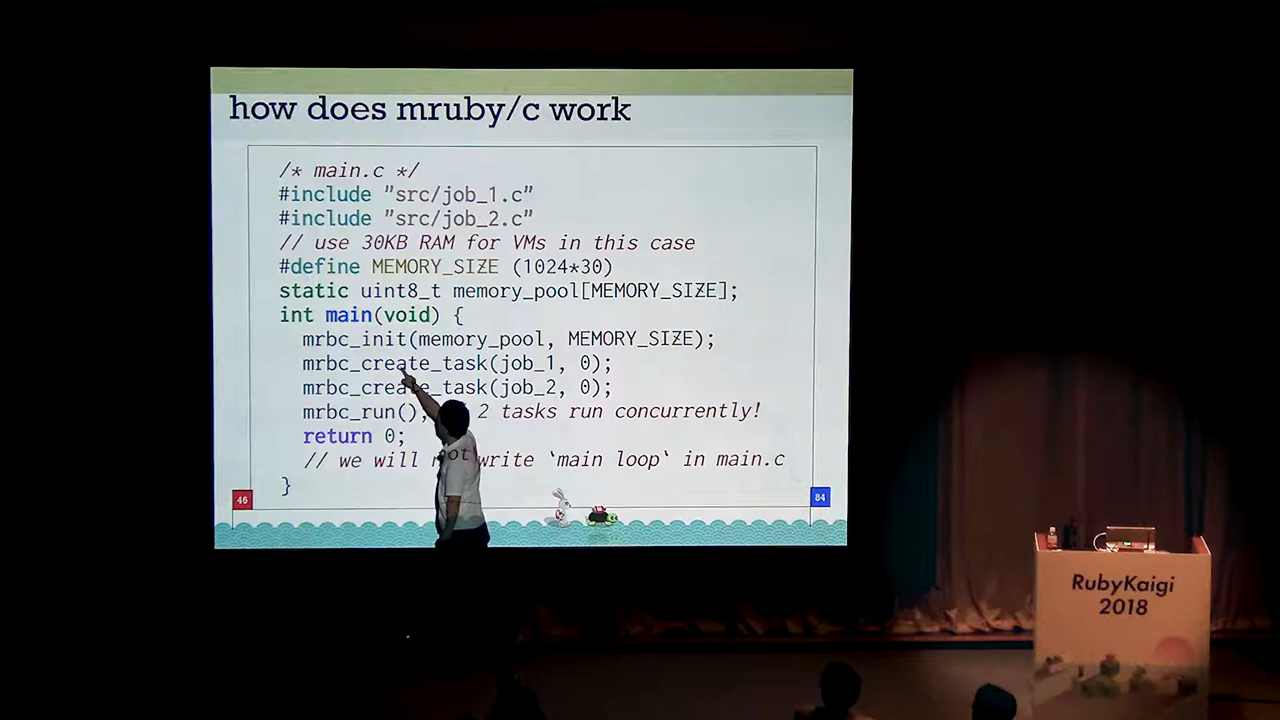 how does mruby/c work
/* main.c */
#include "src/job_1.c"
#include "src/job_2.c"
// use 30KB RAM for VMs in this case
#define MEMORY_SIZE (1024*30)
static uint8_t memory_pool[MEMORY_SIZE];
int main(void) {
mrbc_init(memory_pool, MEMORY_SIZE);
mrbc_create_task(job_1, 0);
mrbc_create_task(job_2, 0);
mrbc_run(); 2 tasks run concurrently!
return 0;
// we will not write `main loop` in main.c
}
46
84
RubyKaigi
2018